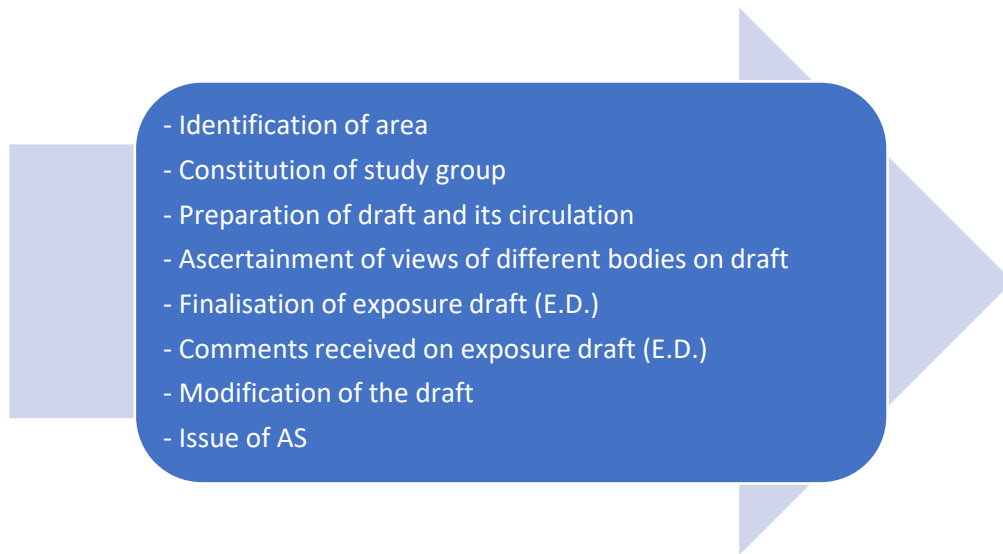 - Identification of area
- Constitution of study group
- Preparation of draft and its circulation
- Ascertainment of views of different bodies on draft
- Finalisation of exposure draft (E.D.)
- Comments received on exposure draft (E.D.)
- Modification of the draft
- Issue of AS